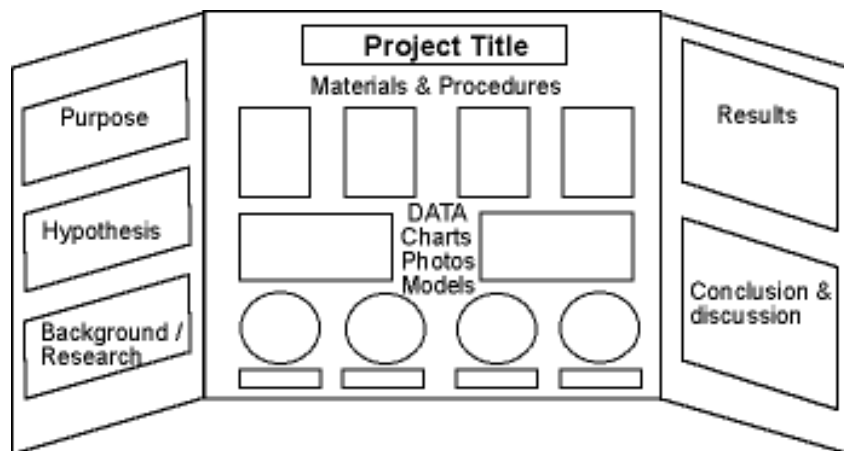 Project Title
Materials & Procedures
Purpose
Hypothesis
Background /
Research
DATA
Charts
Photos
Models
Results
Conclusion &
discussion